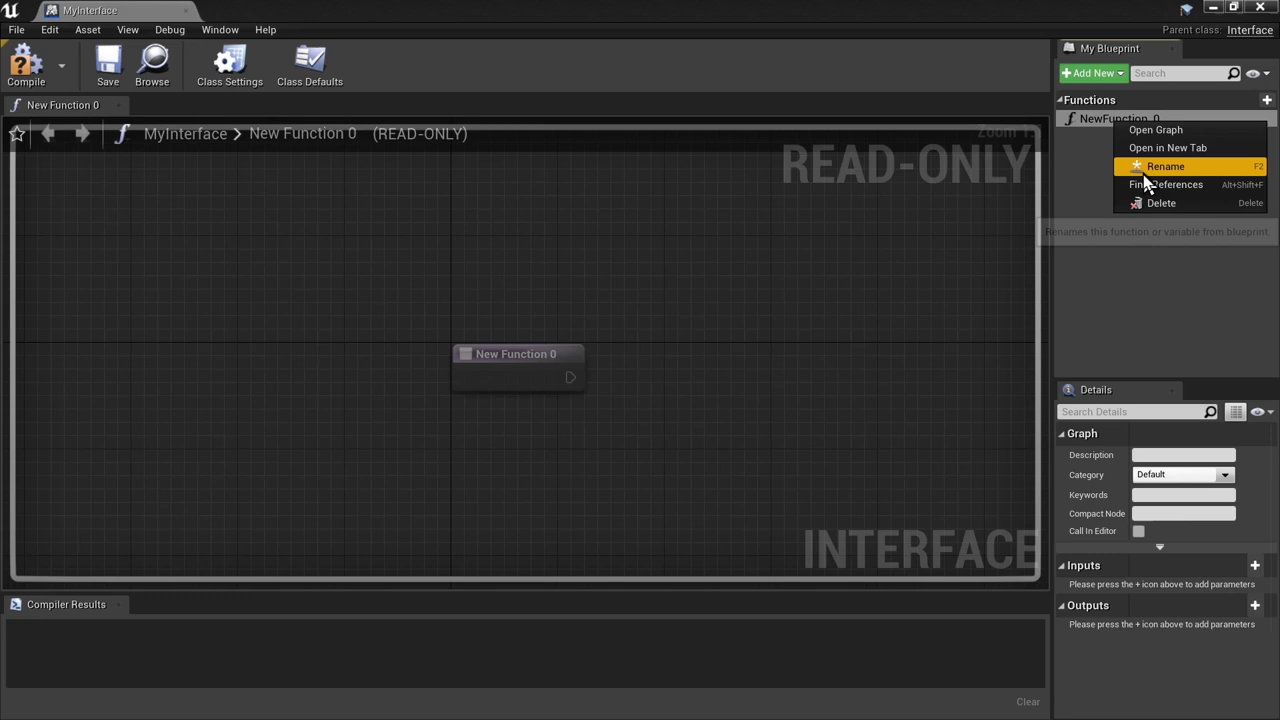 MyInterface
File Edit Asset View Debug Window Help
Parent class: Interface
Compile
Save
Browse
Class Settings
Class Defaults
My Blueprint
Add New
Search
Functions
New Function 0
NewFunction_0
MyInterface > New Function 0 (READ-ONLY)
READ-ONLY
Open Graph
Open in New Tab
Rename F2
Alt+Shift+F
Delete Delete
Renames this function or variable from blueprint.
New Function 0
INTERFACE
Details
Search Details
Graph
Description
Category Default
Keywords
Compact Node
Call In Editor
Inputs
Please press the + icon above to add parameters
Outputs
Please press the + icon above to add parameters
Compiler Results
Clear